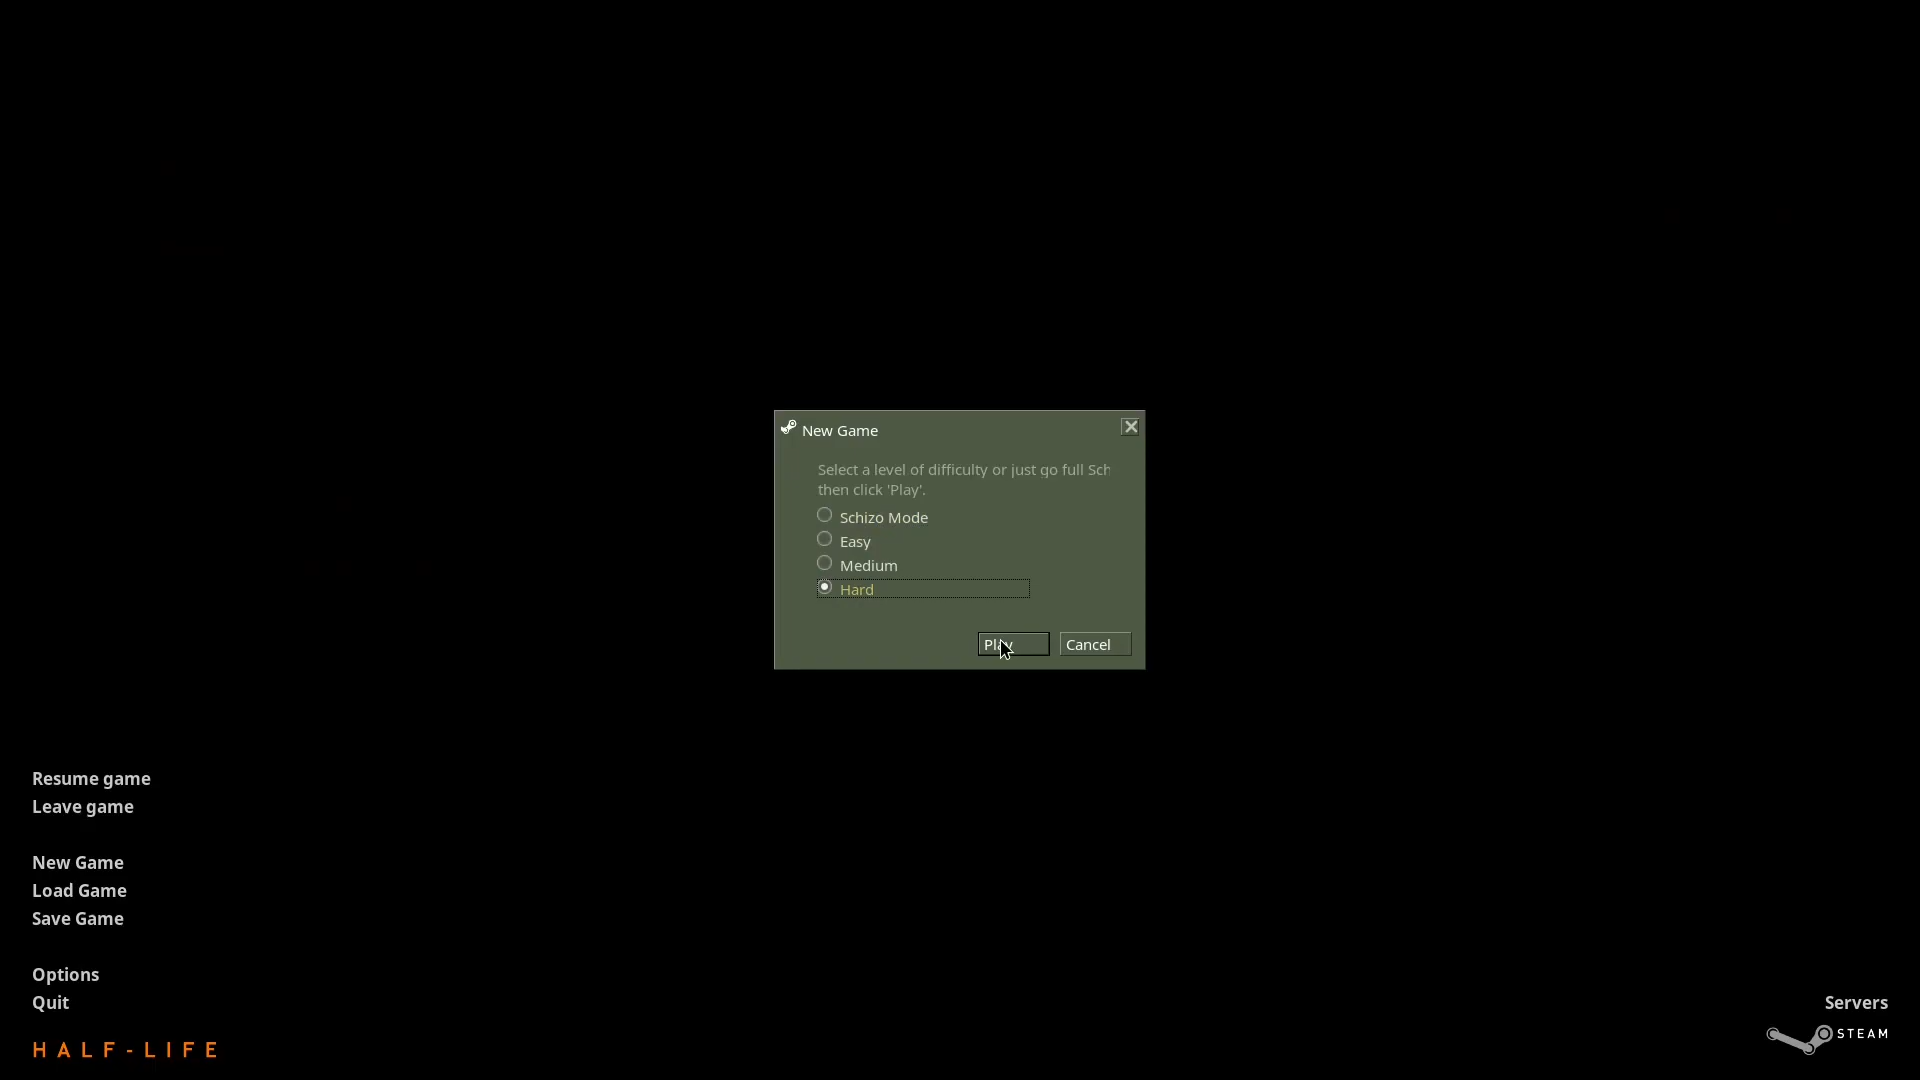 New Game
Select a level of difficulty or just go full Sch
then click 'Play'.
Schizo Mode
Easy
Medium
Hard
Play
Cancel
Resume game
Leave game
New Game
Load Game
Save Game
Options
Quit
Servers
HALF-LIFE
STEAM